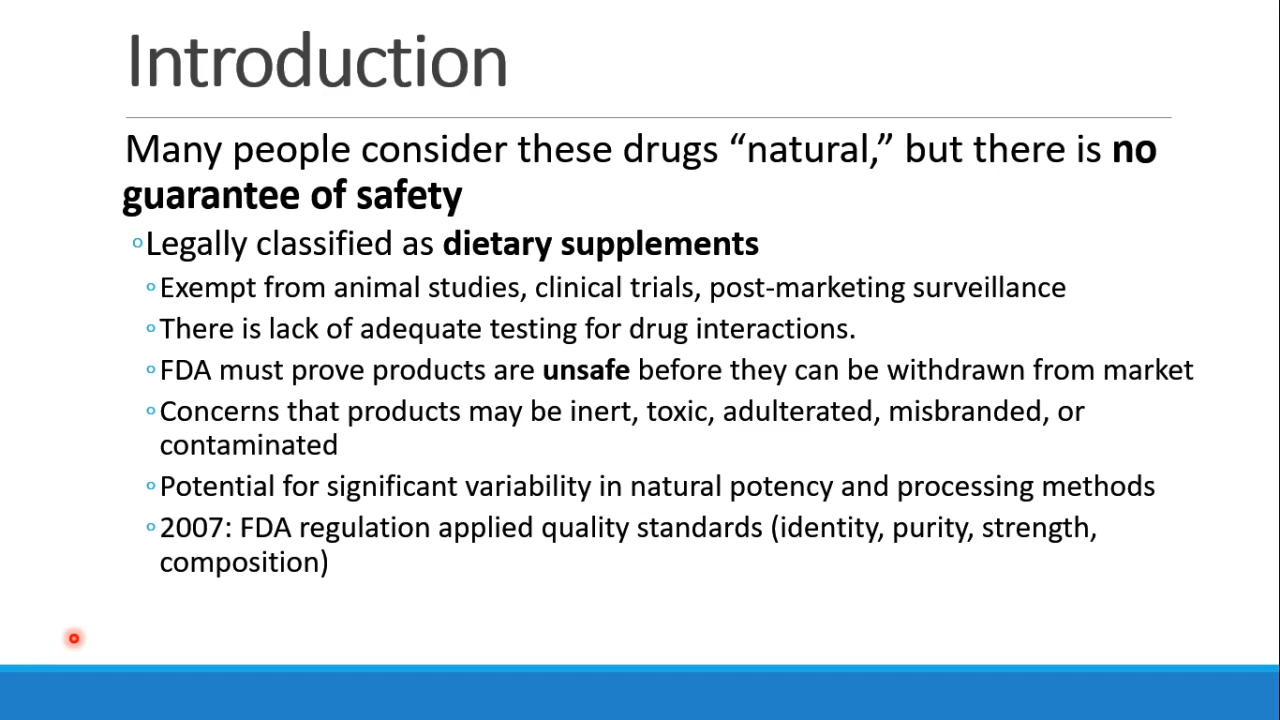 Introduction
Many people consider these drugs “natural,” but there is no
guarantee of safety
◦Legally classified as dietary supplements
◦Exempt from animal studies, clinical trials, post-marketing surveillance
◦There is lack of adequate testing for drug interactions.
◦FDA must prove products are unsafe before they can be withdrawn from market
◦Concerns that products may be inert, toxic, adulterated, misbranded, or
contaminated
◦Potential for significant variability in natural potency and processing methods
◦2007: FDA regulation applied quality standards (identity, purity, strength,
composition)